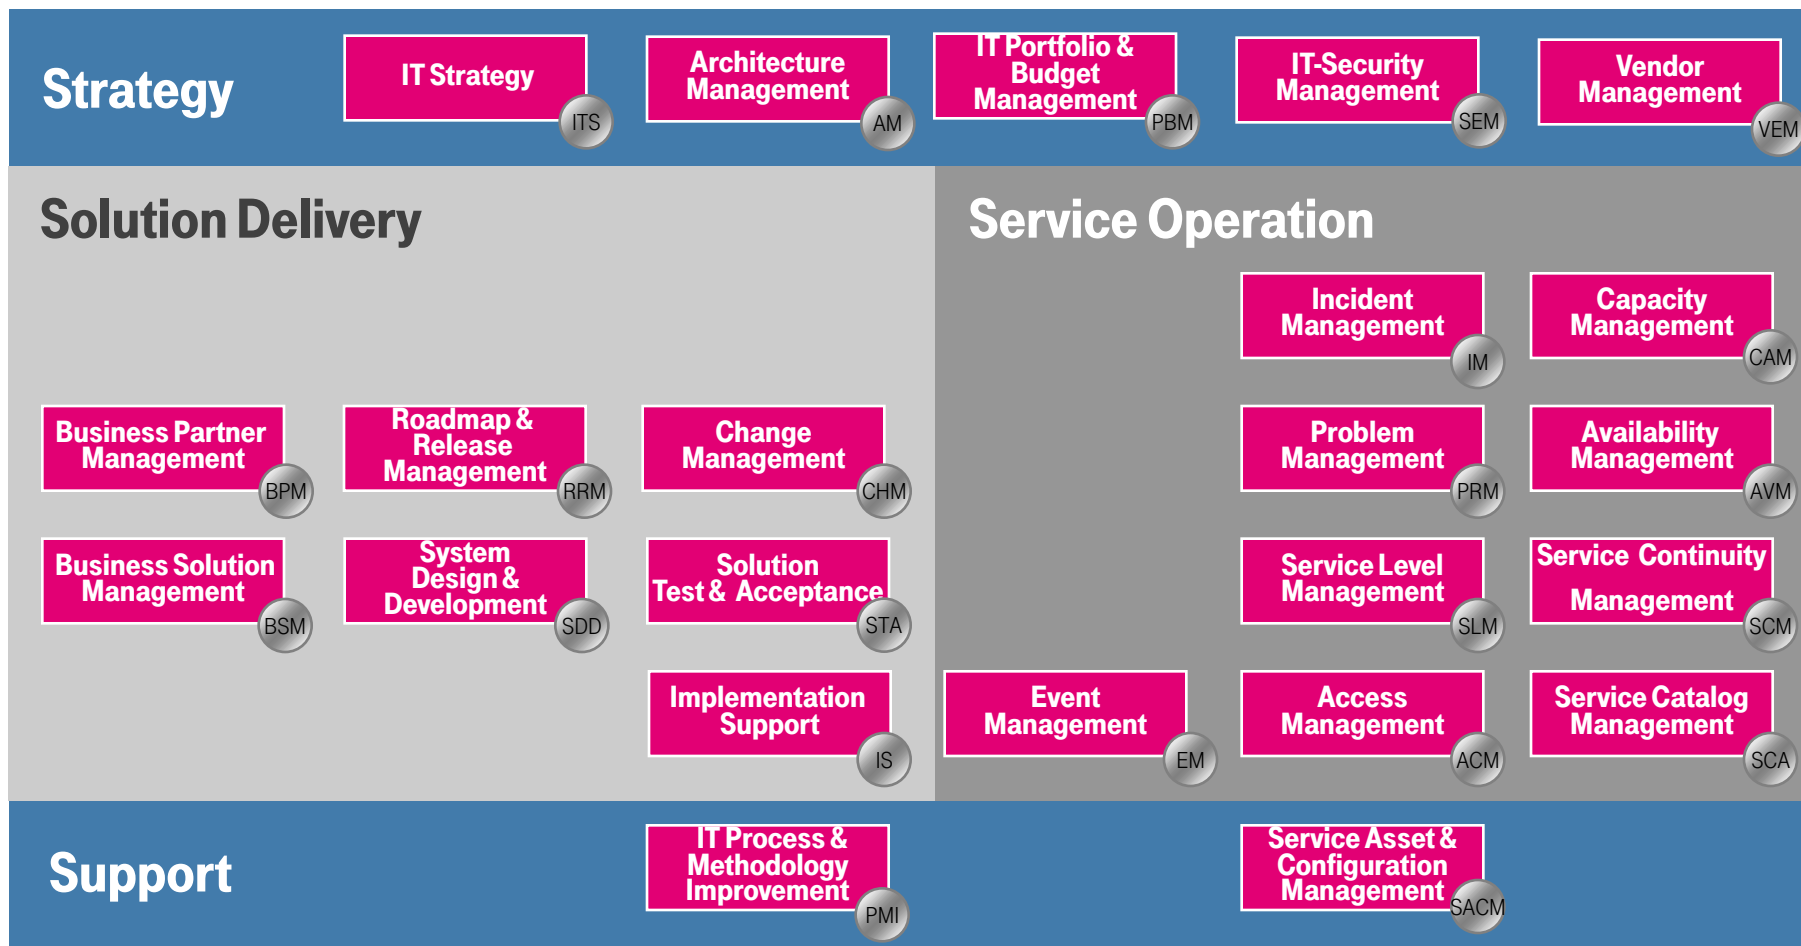 Strategy
IT Strategy
ITS
Architecture
Management
AM
IT Portfolio &
Budget
Management
PBM
IT-Security
Management
SEM
Vendor
Management
VEM
Solution Delivery
Business Partner
Management
BPM
Roadmap &
Release
Management
RRM
Change
Management
CHM
Business Solution
Management
BSM
System
Design &
Development
SDD
Solution
Test & Acceptance
STA
Implementation
Support
IS
Service Operation
Incident
Management
IM
Capacity
Management
CAM
Problem
Management
PRM
Availability
Management
AVM
Service Level
Management
SLM
Service Continuity
Management
SCM
Event
Management
EM
Access
Management
ACM
Service Catalog
Management
SCA
Support
IT Process &
Methodology
Improvement
PMI
Service Asset &
Configuration
Management
SACM